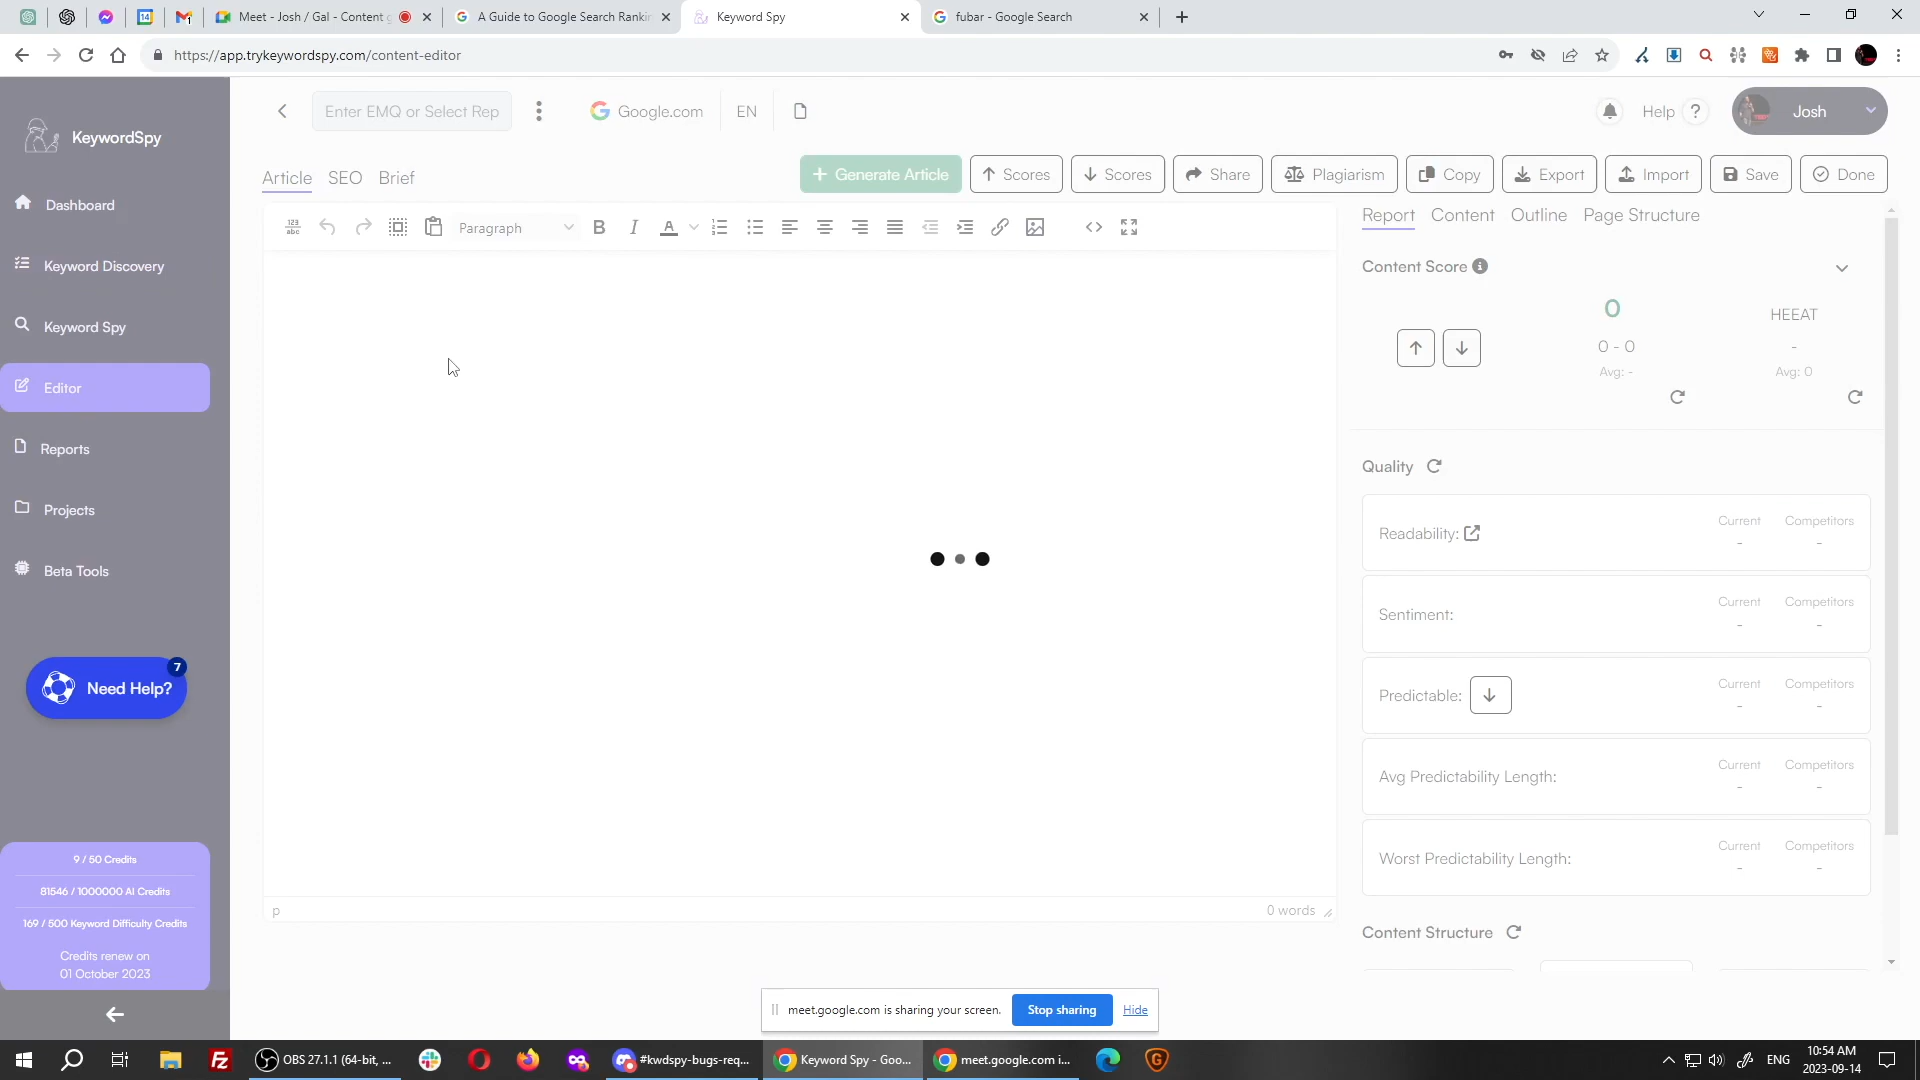 Meet - Josh / Gal - Content g
A Guide to Google Search Rankin
Keyword Spy
fubar - Google Search
https://app.trykeywordspy.com/content-editor
KeywordSpy
Enter EMQ or Select Rep
Google.com
EN
Help ?
Josh
Article
SEO
Brief
+ Generate Article
Scores
Scores
Share
Plagiarism
Copy
Export
Import
Save
Done
Dashboard
Keyword Discovery
Keyword Spy
Editor
Reports
Projects
Beta Tools
7
Need Help?
9 / 50 Credits
81546 / 1000000 AI Credits
169 / 500 Keyword Difficulty Credits
Credits renew on
01 October 2023
123
abc
Paragraph
B
I
A
p
0 words
Report
Content
Outline
Page Structure
Content Score
0
HEEAT
0 - 0
-
Avg: -
Avg: 0
Quality
Readability:
Current
Competitors
-
-
Sentiment:
Current
Competitors
-
-
Predictable:
Current
Competitors
-
-
Avg Predictability Length:
Current
Competitors
-
-
Worst Predictability Length:
Current
Competitors
-
-
Content Structure
meet.google.com is sharing your screen.
Stop sharing
Hide
OBS 27.1.1 (64-bit, ...
#kwdspy-bugs-req...
Keyword Spy - Goo...
meet.google.com i...
ENG
10:54 AM
2023-09-14